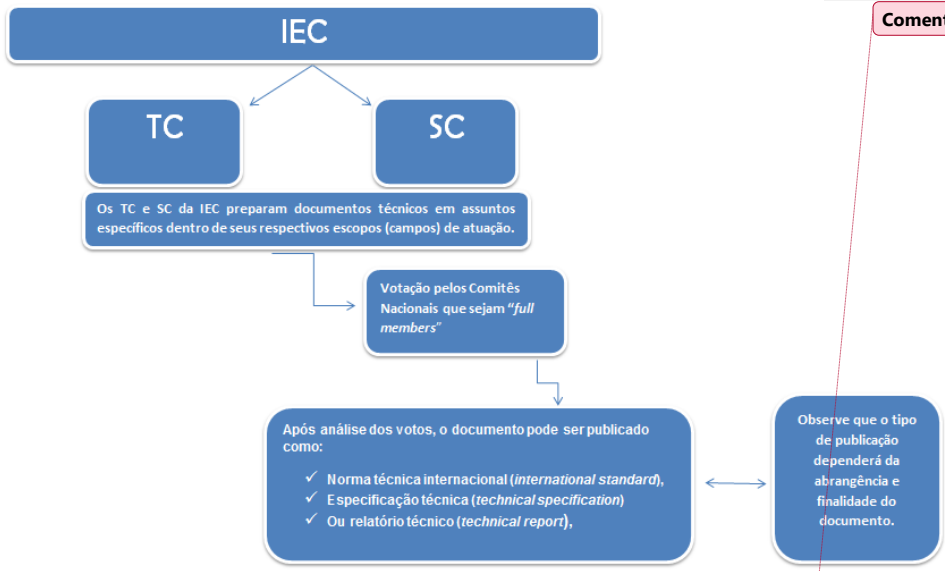 IEC
Coment
TC
SC
Os TC e SC da IEC preparam documentos técnicos em assuntos
específicos dentro de seus respectivos escopos (campos) de atuação.
Votação pelos Comitês
Nacionais que sejam “full
members”
Após análise dos votos, o documento pode ser publicado
como:
✓ Norma técnica internacional (international standard),
✓ Especificação técnica (technical specification)
✓ Ou relatório técnico (technical report),
Observe que o tipo
de publicação
dependerá da
abrangência e
finalidade do
documento.